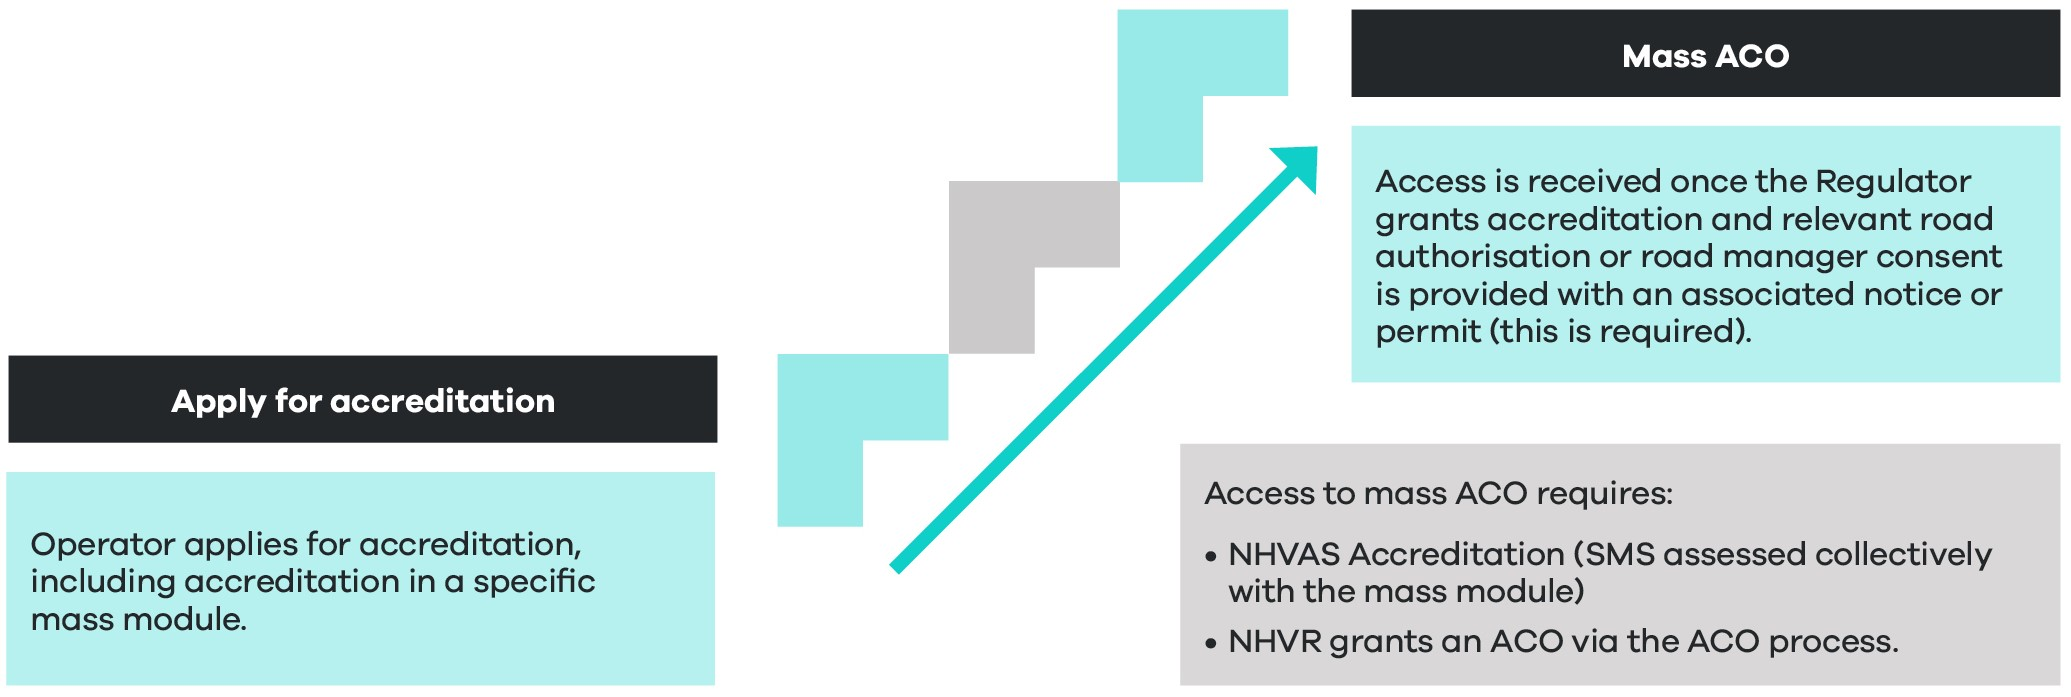 Apply for accreditation
Operator applies for accreditation,
including accreditation in a specific
mass module.
Mass ACO
Access is received once the Regulator
grants accreditation and relevant road
authorisation or road manager consent
is provided with an associated notice or
permit (this is required).
Access to mass ACO requires:
• NHVAS Accreditation (SMS assessed collectively
with the mass module)
• NHVR grants an ACO via the ACO process.